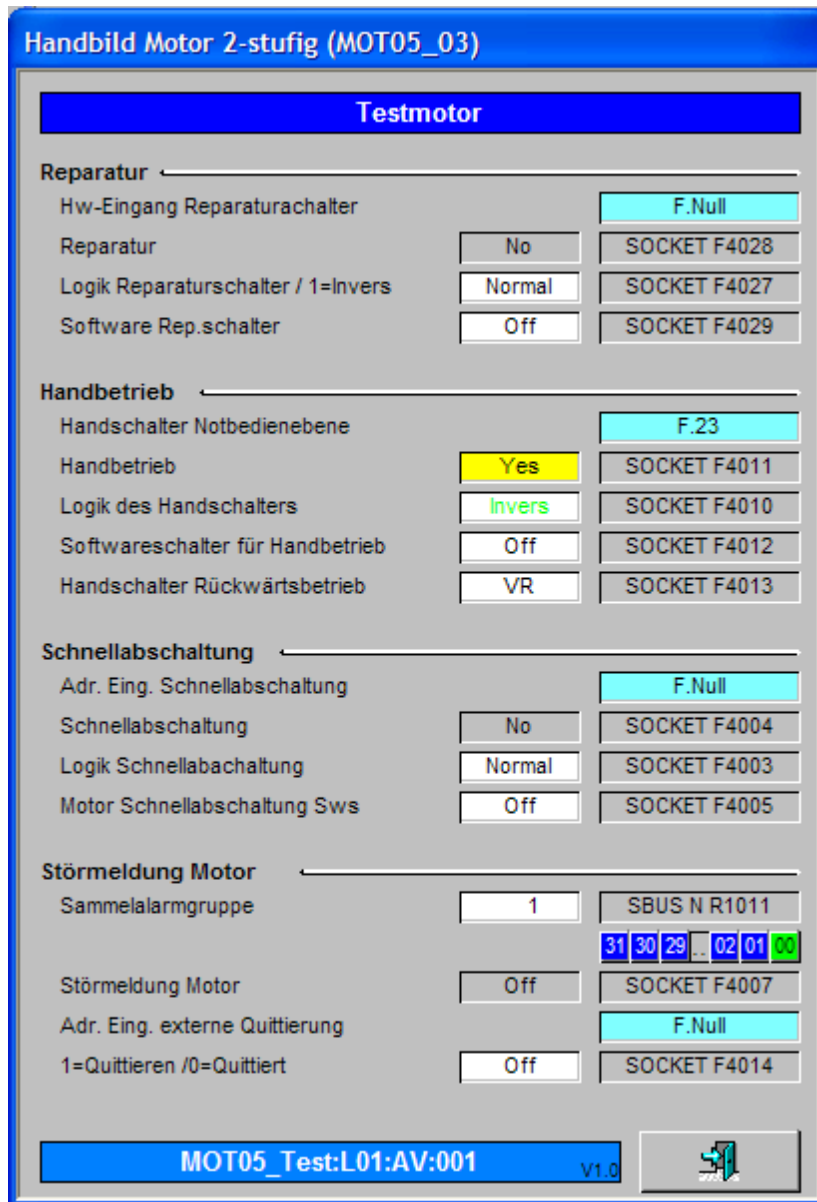 Handbild Motor 2-stufig (MOT05_03)
Testmotor
Reparatur
Hw-Eingang Reparaturachalter F.Null
Reparatur No SOCKET F4028
Logik Reparaturschalter / 1=Invers Normal SOCKET F4027
Software Rep.schalter Off SOCKET F4029
Handbetrieb
Handschalter Notbedienebene F.23
Handbetrieb Yes SOCKET F4011
Logik des Handschalters Invers SOCKET F4010
Softwareschalter für Handbetrieb Off SOCKET F4012
Handschalter Rückwärtsbetrieb VR SOCKET F4013
Schnellabschaltung
Adr. Eing. Schnellabschaltung F.Null
Schnellabschaltung No SOCKET F4004
Logik Schnellabachaltung Normal SOCKET F4003
Motor Schnellabschaltung Sws Off SOCKET F4005
Störmeldung Motor
Sammelalarmgruppe 1 SBUS N R1011
31 30 29 .. 02 01 00
Störmeldung Motor Off SOCKET F4007
Adr. Eing. externe Quittierung F.Null
1=Quittieren /0=Quittiert Off SOCKET F4014
MOT05_Test:L01:AV:001 V1.0